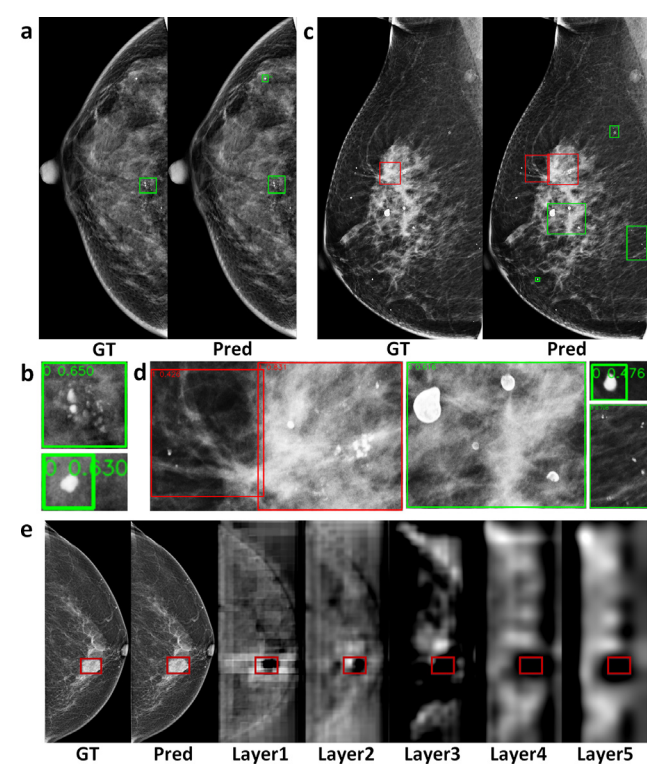 a
c
GT
Pred
GT
Pred
b
d
0 0.650
0 0.630
0 0.476
e
GT
Pred
Layer1
Layer2
Layer3
Layer4
Layer5